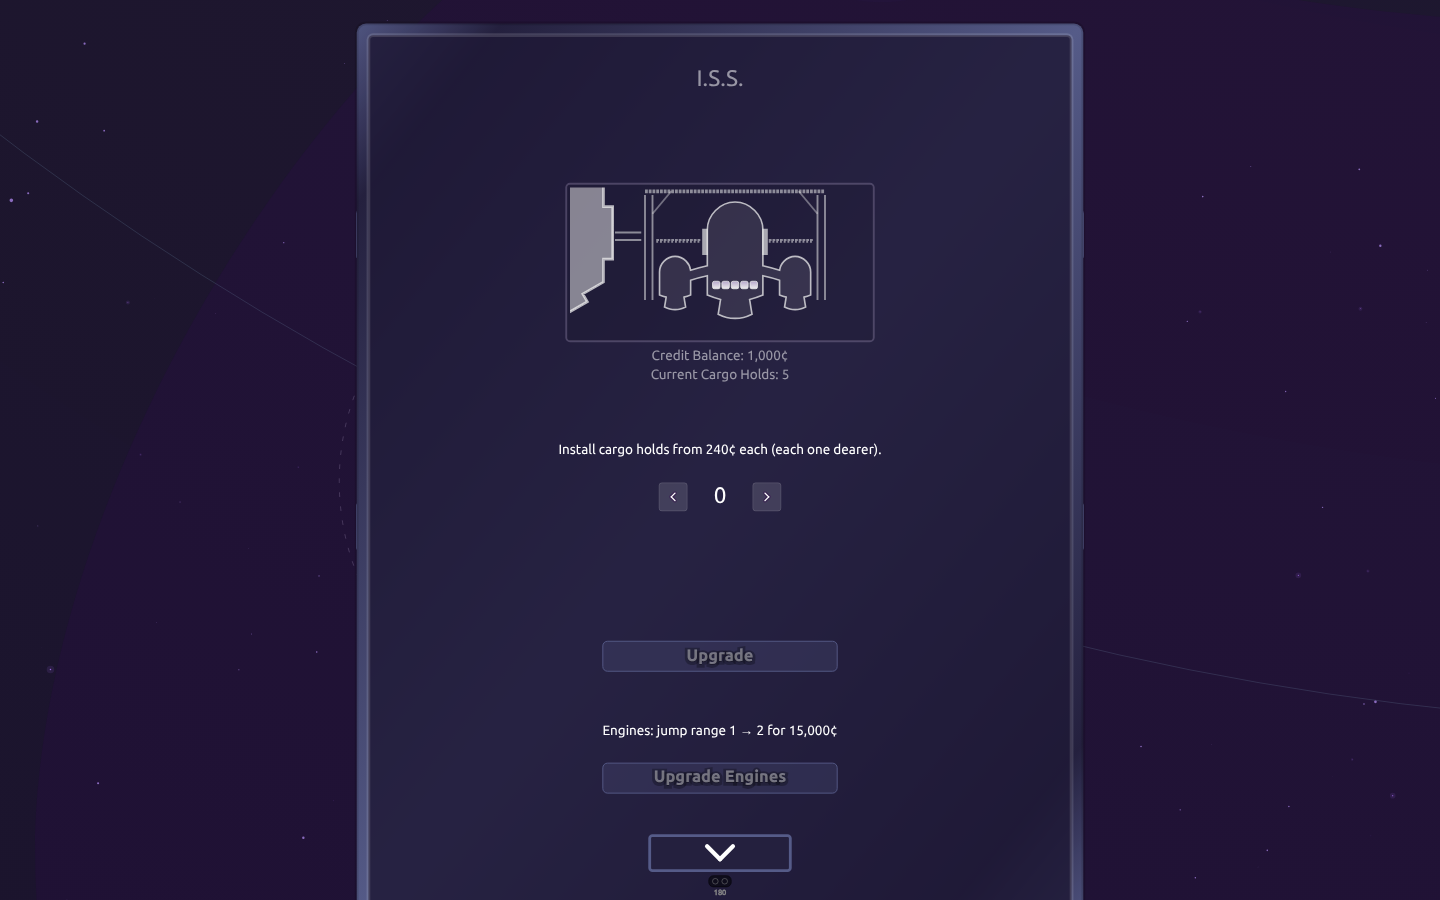 I.S.S.
Credit Balance: 1,000¢
Current Cargo Holds: 5
Install cargo holds from 240¢ each (each one dearer).
0
Upgrade
Engines: jump range 1 → 2 for 15,000¢
Upgrade Engines
180